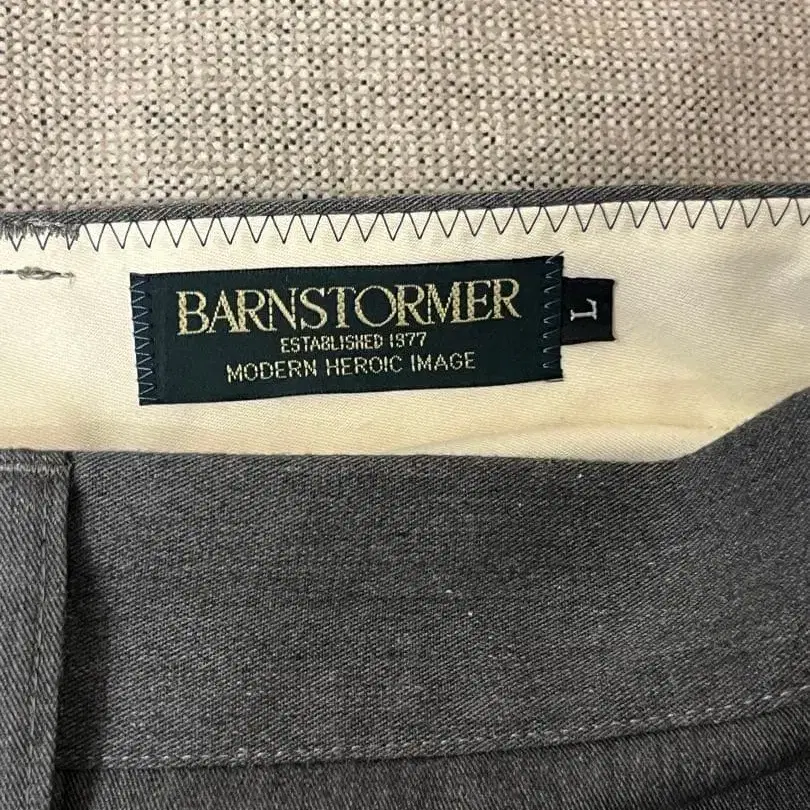 BARNSTORMER
ESTABLISHED 1977
MODERN HEROIC IMAGE
L